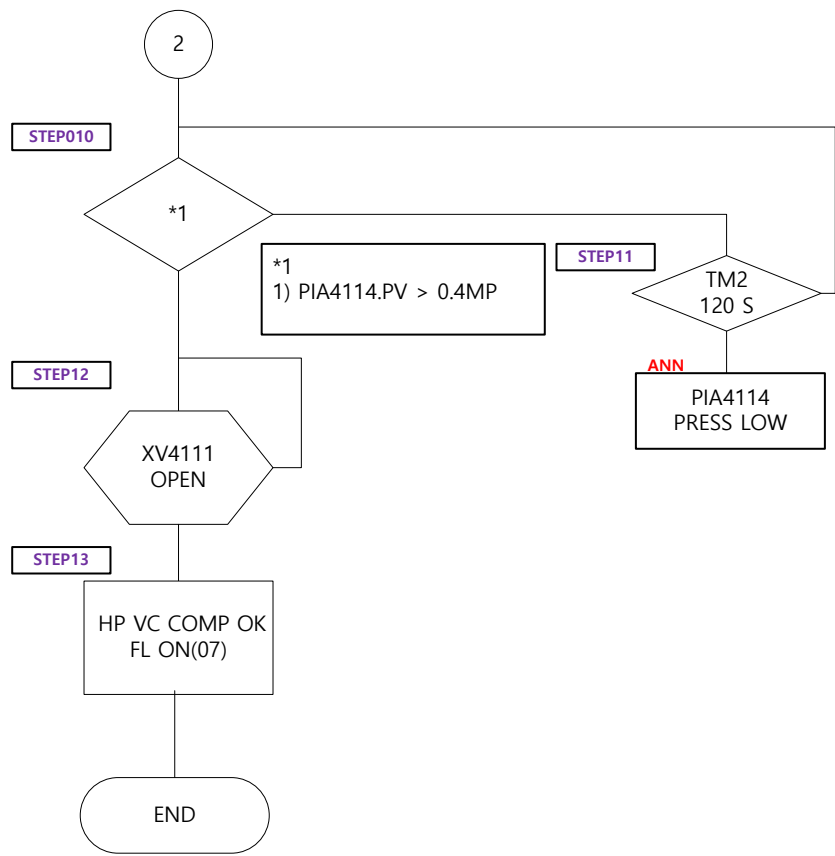 2
STEP010
*1
*1
1) PIA4114.PV > 0.4MP
STEP11
TM2
120 S
ANN
PIA4114
PRESS LOW
STEP12
XV4111
OPEN
STEP13
HP VC COMP OK
FL ON(07)
END